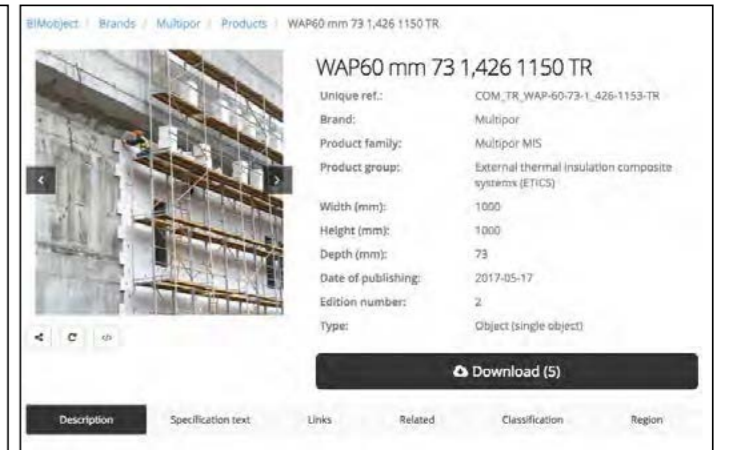 BIMobject / Brands / Multipor / Products / WAP60 mm 73 1,426 1150 TR
WAP60 mm 73 1,426 1150 TR
Unique ref.: COM_TR_WAP-60-73-1_426-1153-TR
Brand: Multipor
Product family: Multipor MIS
Product group: External thermal insulation composite
systems (ETICS)
Width (mm): 1000
Height (mm): 1000
Depth (mm): 73
Date of publishing: 2017-05-17
Edition number: 2
Type: Object (single object)
Download (5)
Description Specification text Links Related Classification Region